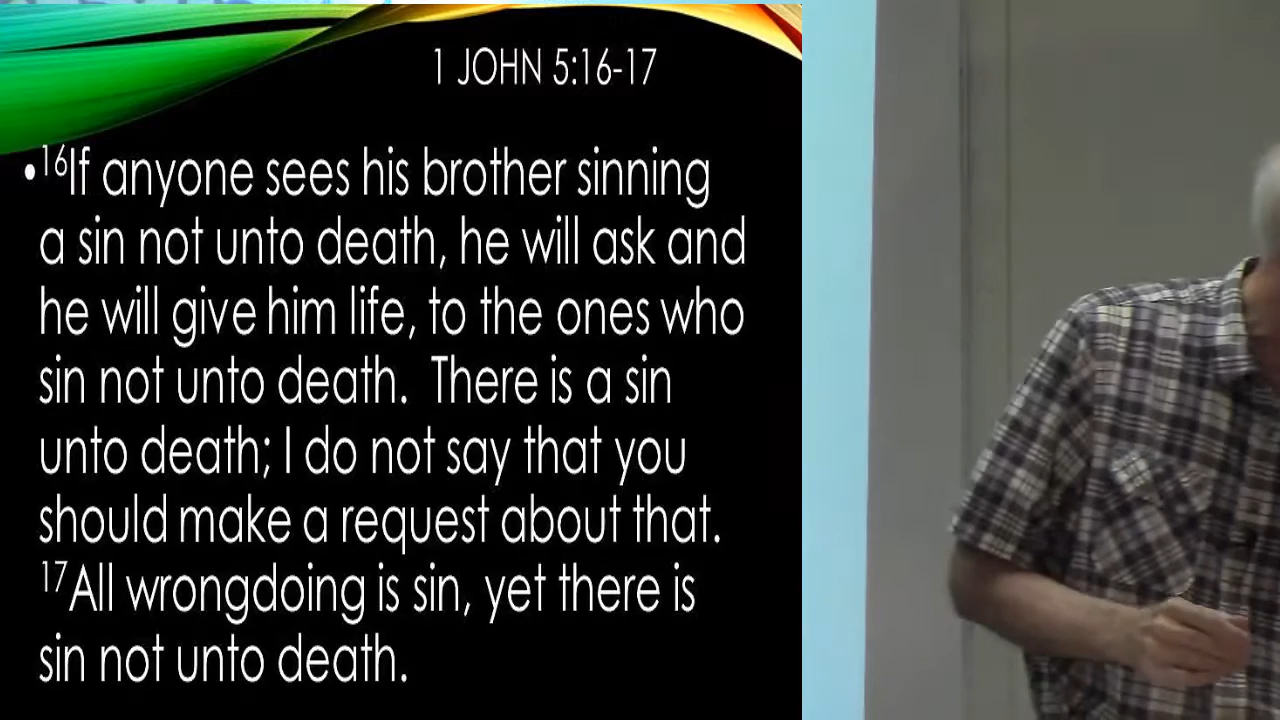 1 JOHN 5:16-17
•¹⁶If anyone sees his brother sinning
a sin not unto death, he will ask and
he will give him life, to the ones who
sin not unto death.  There is a sin
unto death; I do not say that you
should make a request about that.
¹⁷All wrongdoing is sin, yet there is
sin not unto death.